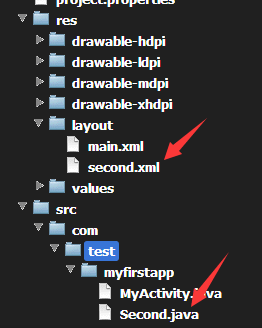 project.properties
res
drawable-hdpi
drawable-ldpi
drawable-mdpi
drawable-xhdpi
layout
main.xml
second.xml
values
src
com
test
myfirstapp
MyActivity.java
Second.java